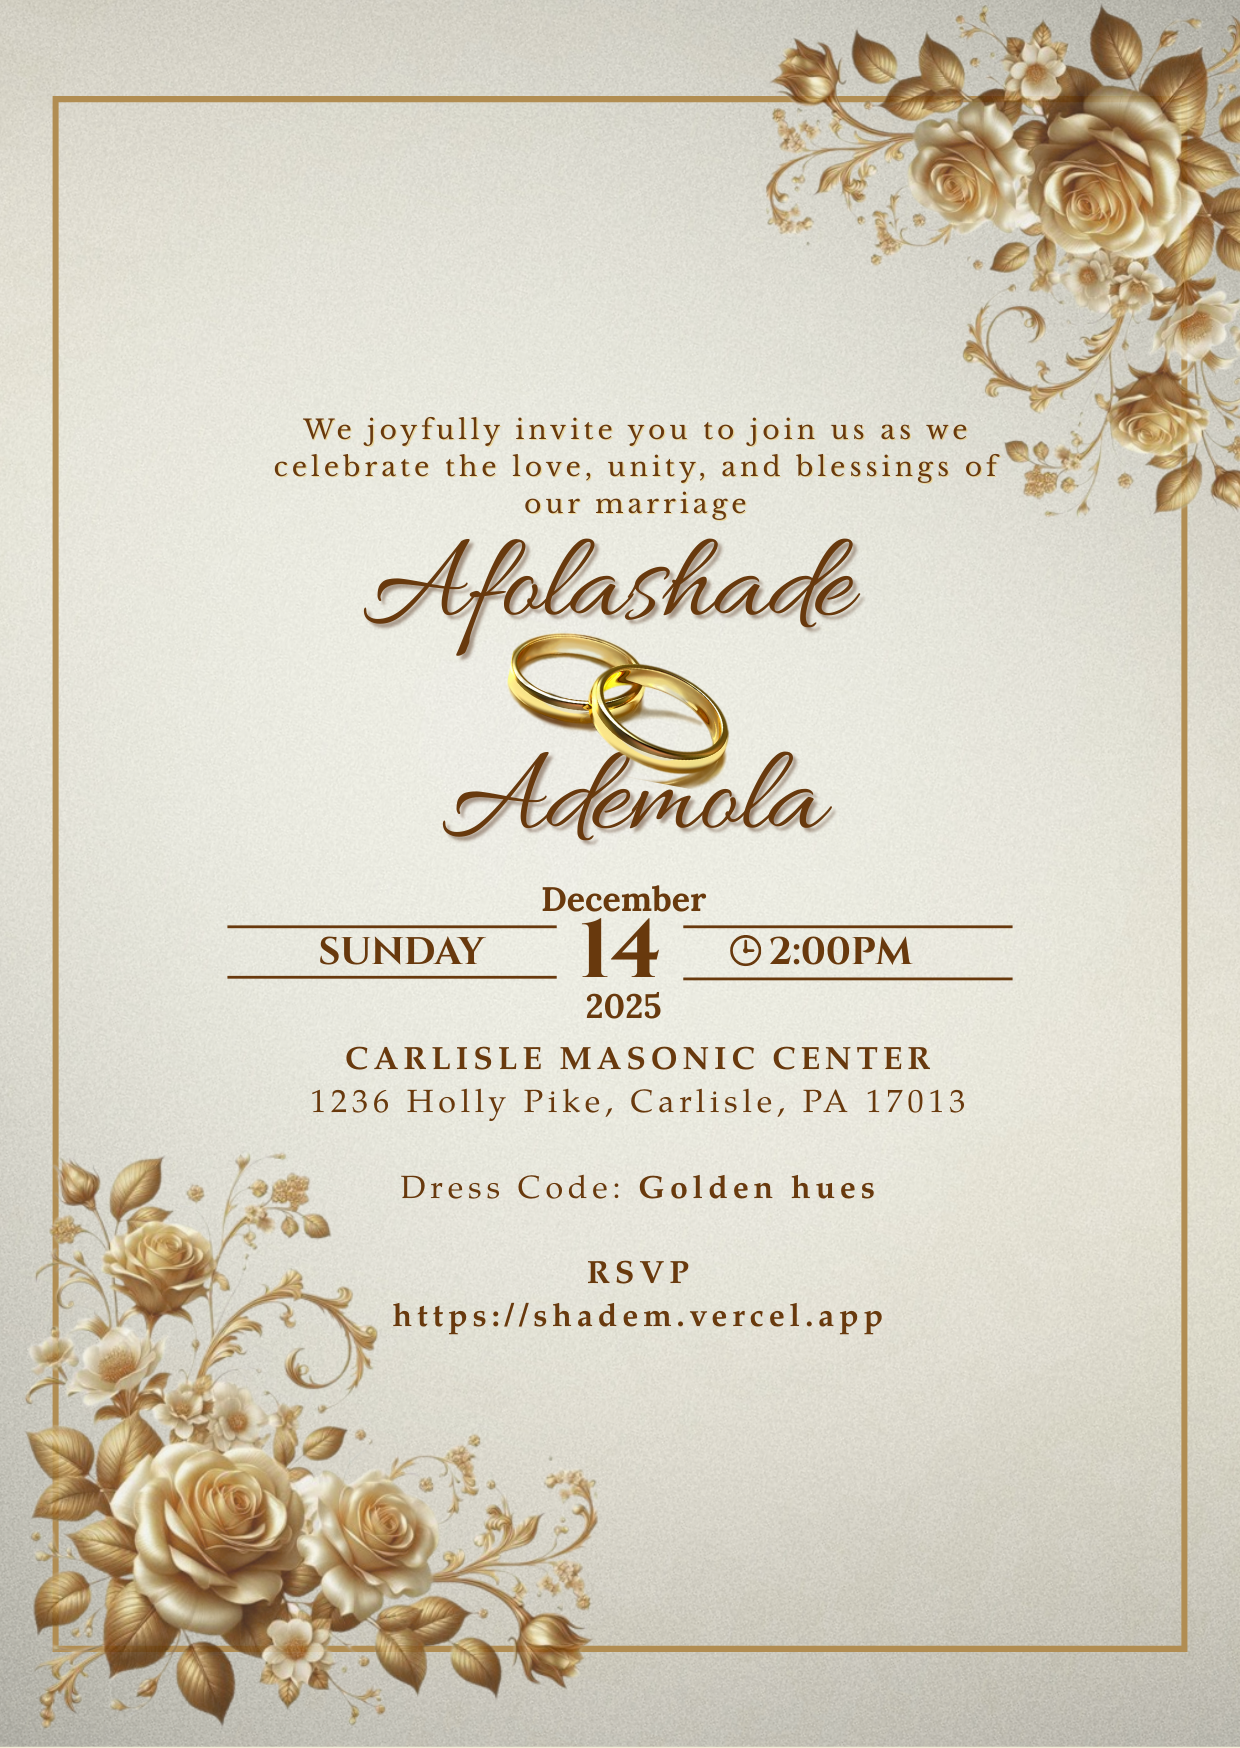 We joyfully invite you to join us as we
celebrate the love, unity, and blessings of
our marriage
Afolashade
Ademola
December
SUNDAY 14 2:00PM
2025
CARLISLE MASONIC CENTER
1236 Holly Pike, Carlisle, PA 17013
Dress Code: Golden hues
RSVP
https://shadem.vercel.app